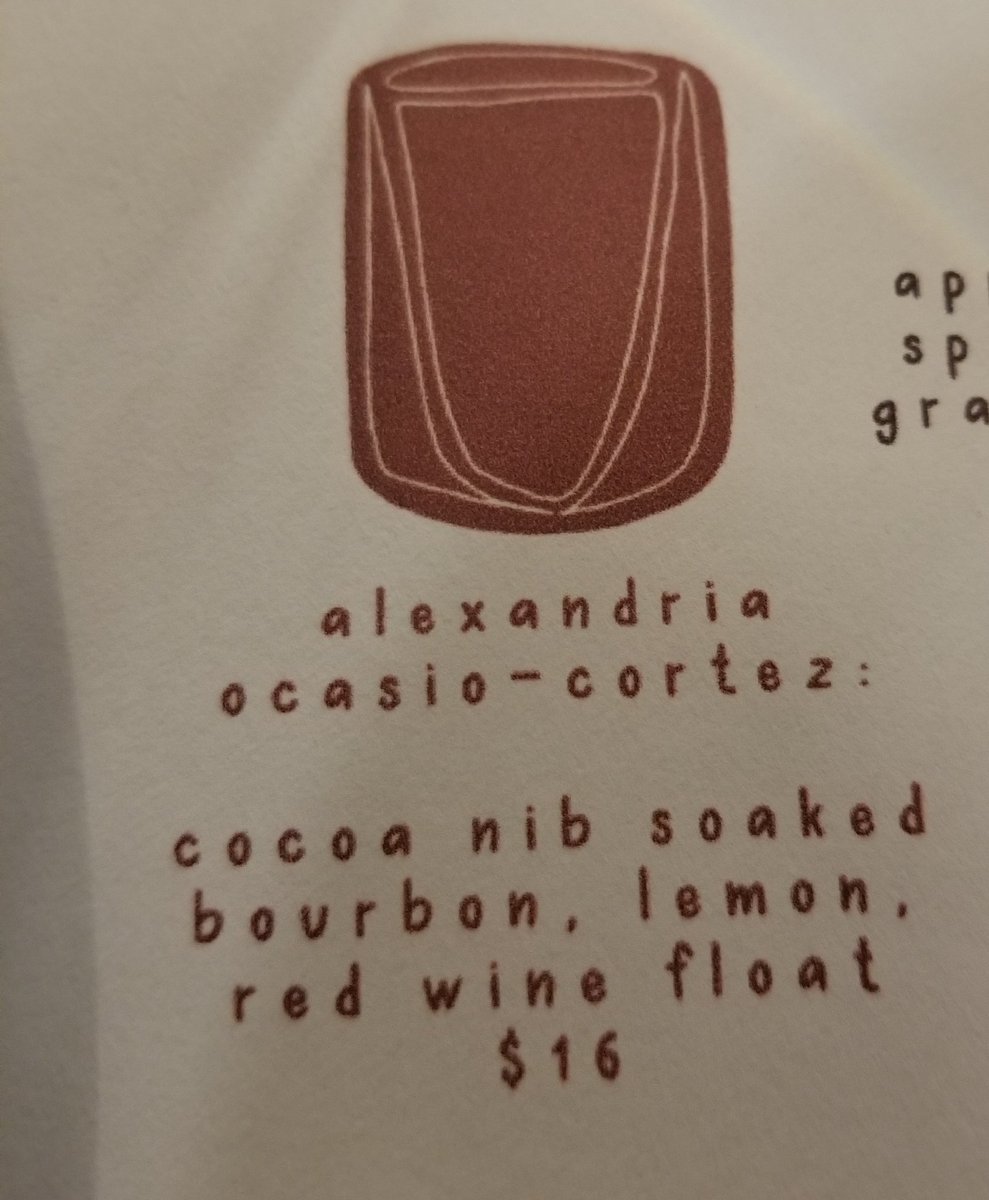 alexandria
ocasio-cortez:
cocoa nib soaked
bourbon, lemon,
red wine float
$16